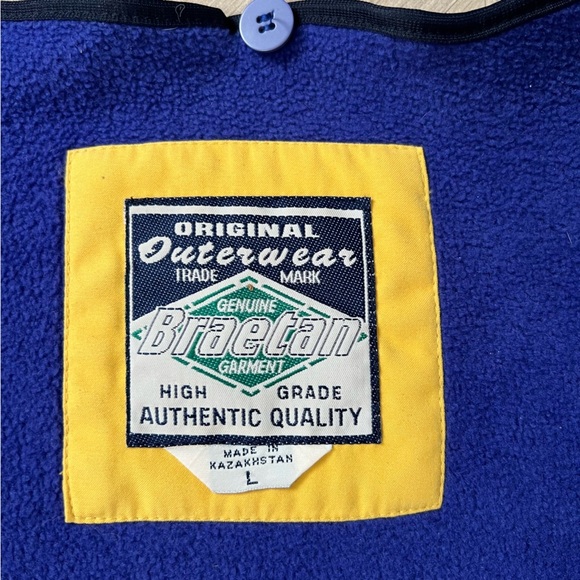 ORIGINAL
Outerwear
TRADE MARK
GENUINE
Braetan
GARMENT
HIGH GRADE
AUTHENTIC QUALITY
MADE IN
KAZAKHSTAN
L